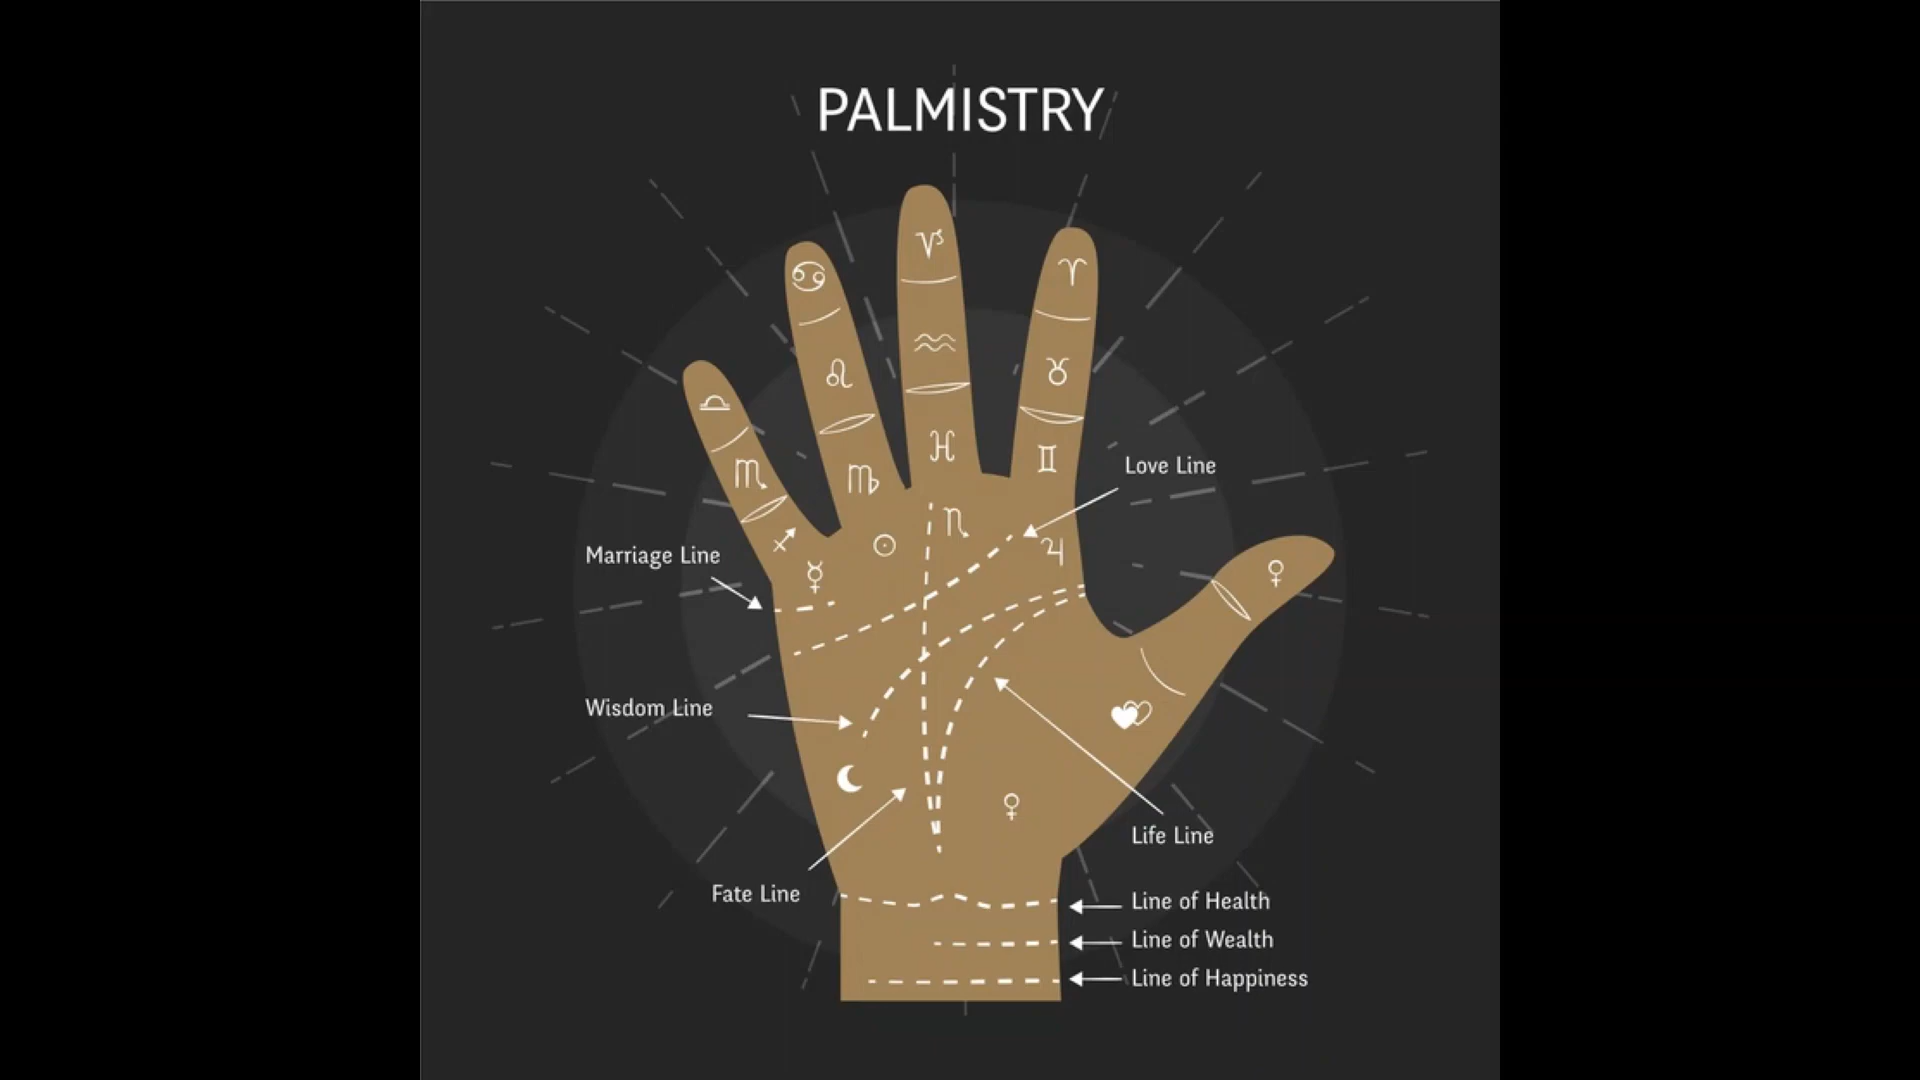 PALMISTRY
Love Line
Marriage Line
Wisdom Line
Life Line
Fate Line
Line of Health
Line of Wealth
Line of Happiness